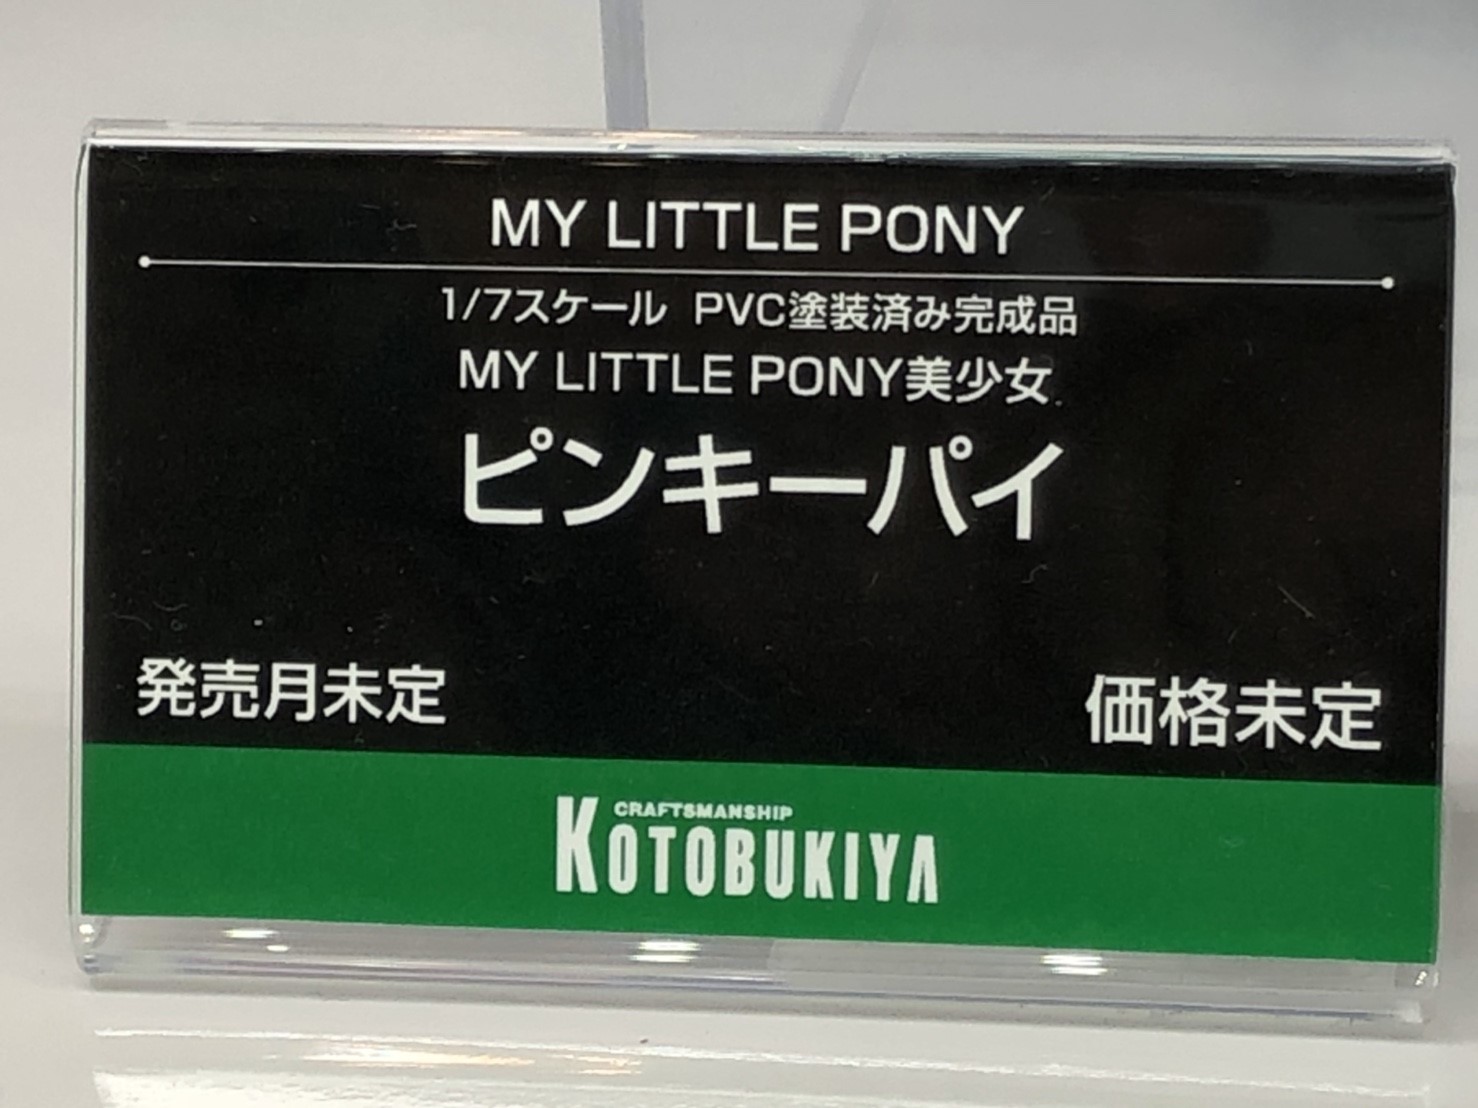 MY LITTLE PONY
1/7スケール PVC塗装済み完成品
MY LITTLE PONY美少女
ピンキーパイ
発売月未定
価格未定
CRAFTSMANSHIP
KOTOBUKIYA